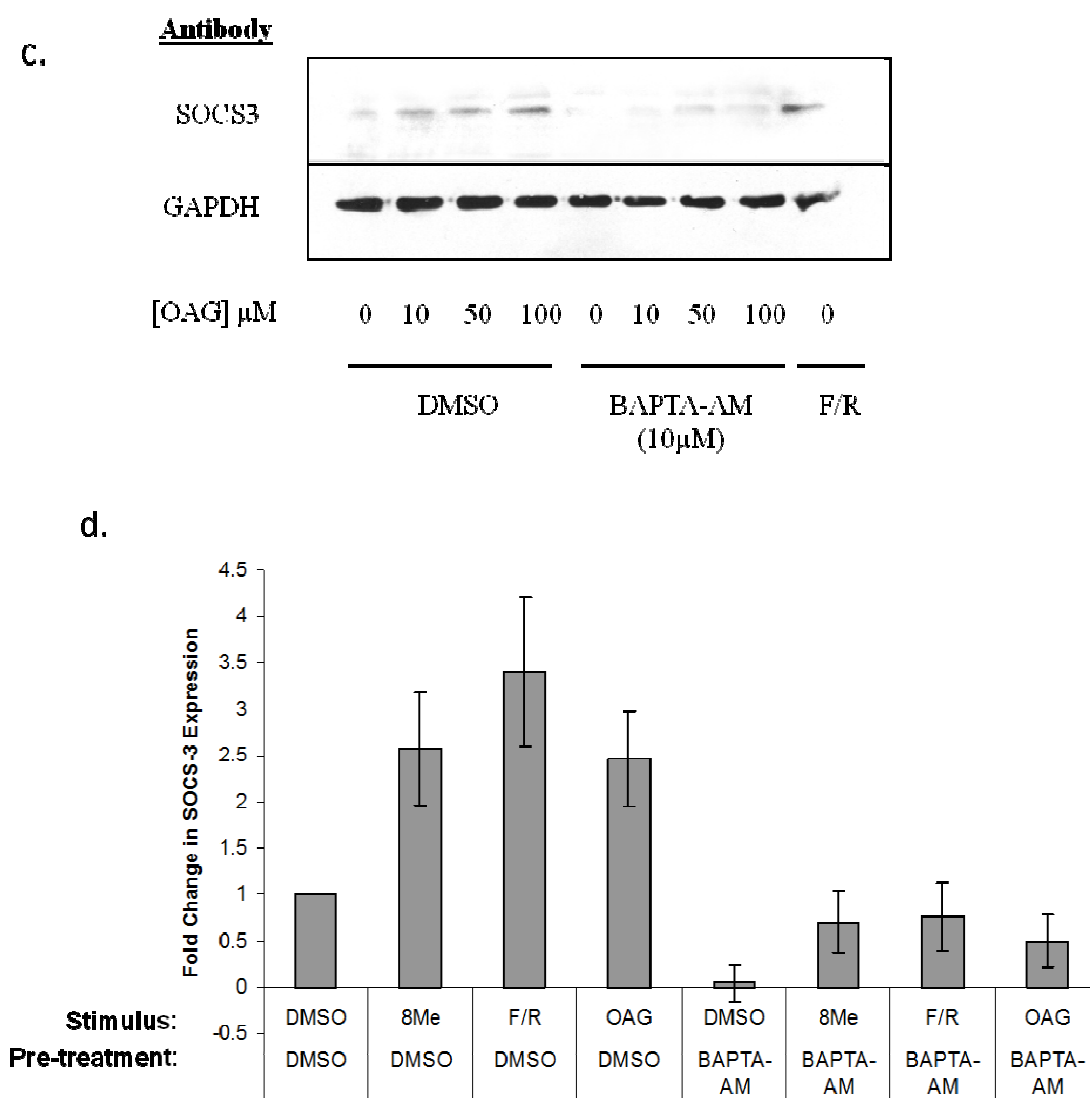 Antibody
c.
SOCS3
GAPDH
[OAG] µM 0 10 50 100 0 10 50 100 0
DMSO BAPTA-AM F/R
(10µM)
d.
Fold Change in SOCS-3 Expression
4.5
4
3.5
3
2.5
2
1.5
1
0.5
0
-0.5
Stimulus: DMSO 8Me F/R OAG DMSO 8Me F/R OAG
Pre-treatment: DMSO DMSO DMSO DMSO BAPTA- BAPTA- BAPTA- BAPTA-
AM AM AM AM